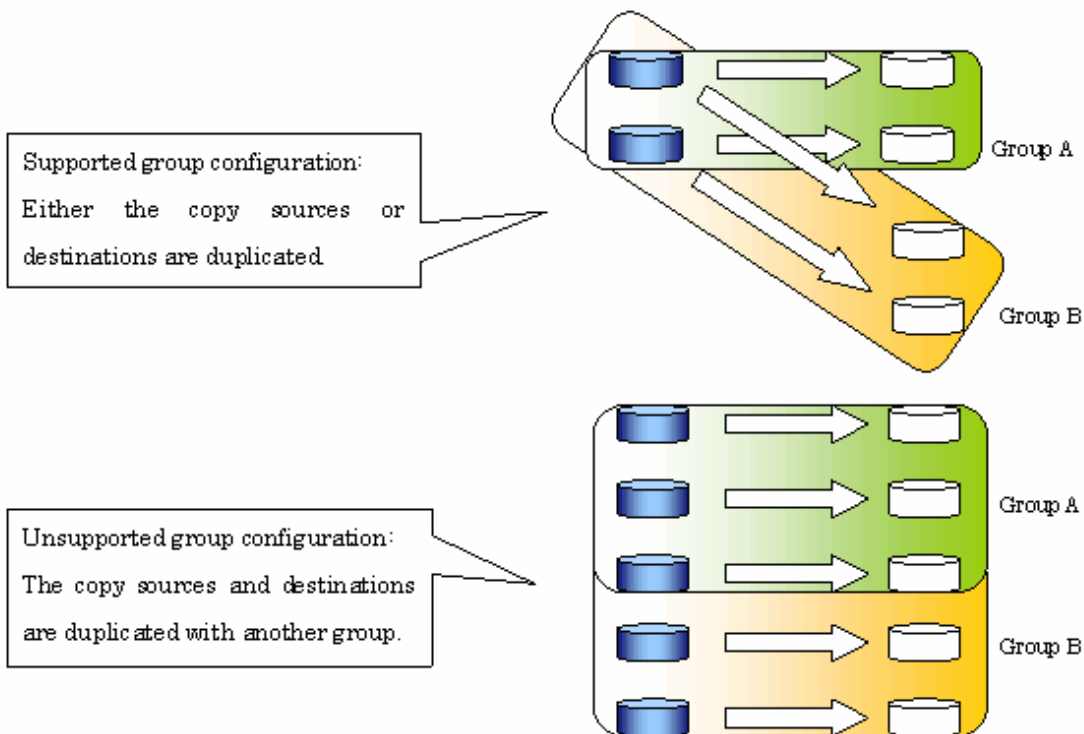 Supported group configuration:
Either the copy sources or
destinations are duplicated.
Group A
Group B
Unsupported group configuration:
The copy sources and destinations
are duplicated with another group.
Group A
Group B